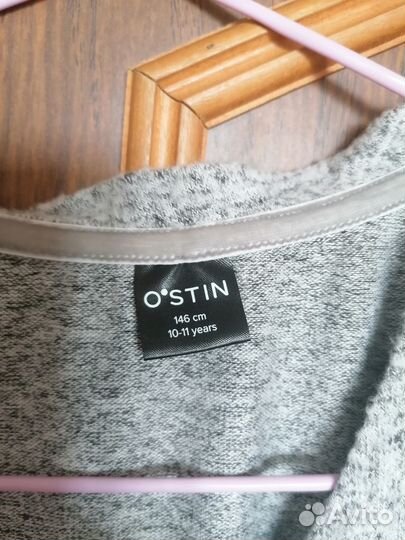 O'STIN
146 cm
10-11 years
Avito